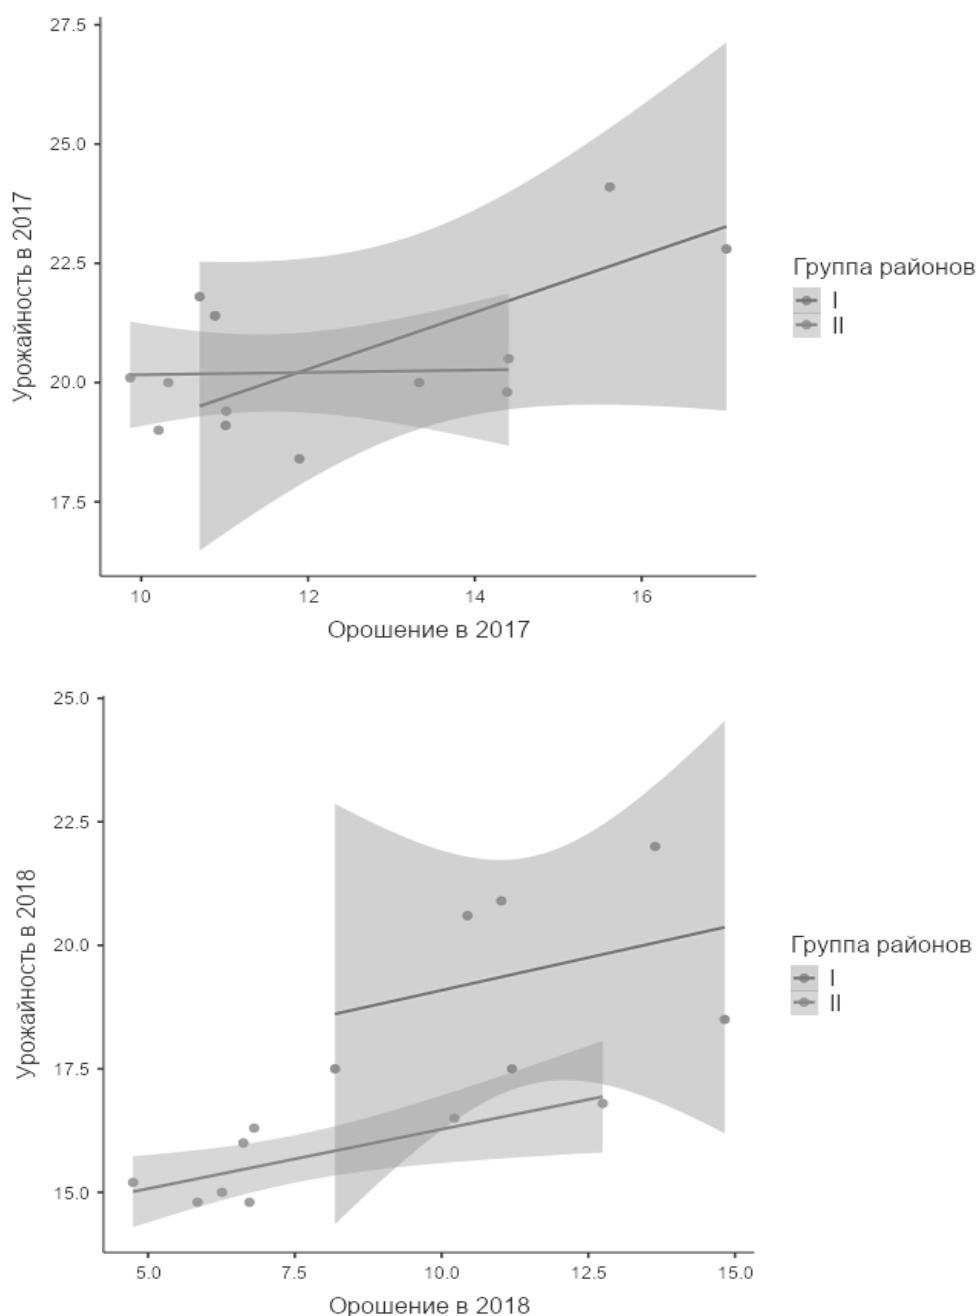 27.5
25.0
22.5
20.0
17.5
Урожайность в 2017
10 12 14 16
Орошение в 2017
Группа районов
I
II
25.0
22.5
20.0
17.5
15.0
Урожайность в 2018
5.0 7.5 10.0 12.5 15.0
Орошение в 2018
Группа районов
I
II